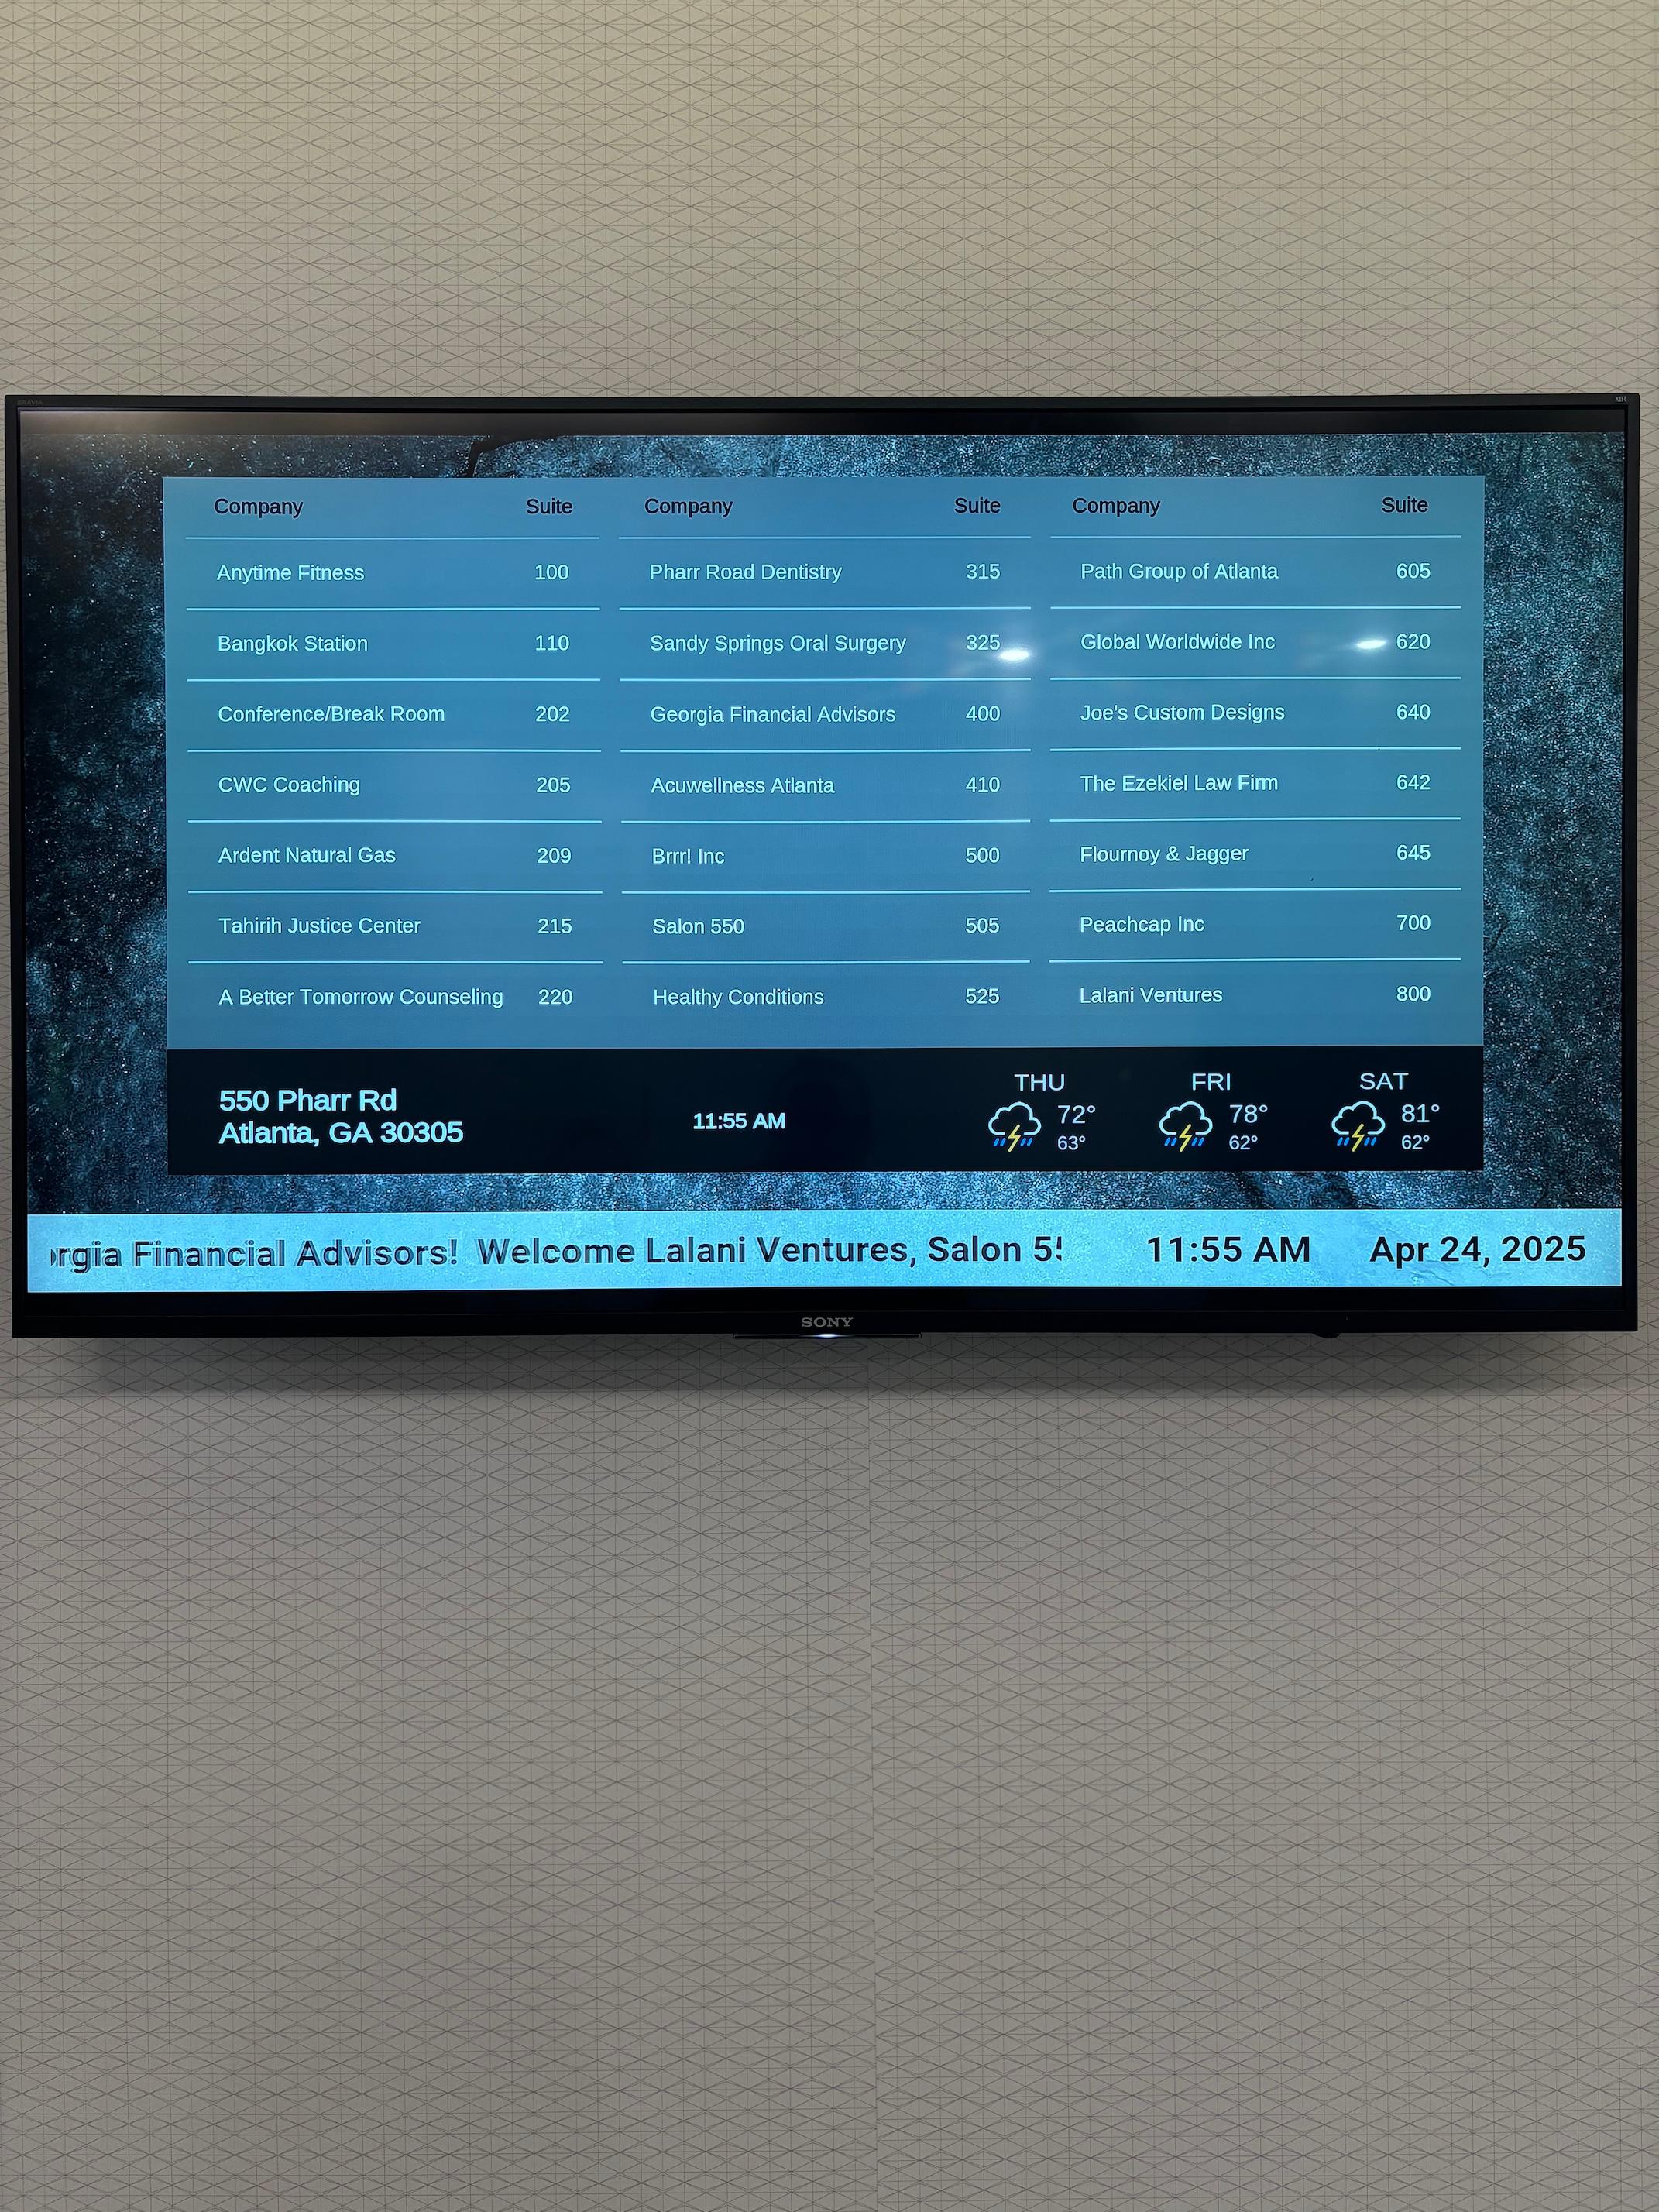 Company Suite
Anytime Fitness 100
Bangkok Station 110
Conference/Break Room 202
CWC Coaching 205
Ardent Natural Gas 209
Tahirih Justice Center 215
A Better Tomorrow Counseling 220
Company Suite
Pharr Road Dentistry 315
Sandy Springs Oral Surgery 325
Georgia Financial Advisors 400
Acuwellness Atlanta 410
Brrr! Inc 500
Salon 550 505
Healthy Conditions 525
Company Suite
Path Group of Atlanta 605
Global Worldwide Inc 620
Joe's Custom Designs 640
The Ezekiel Law Firm 642
Flournoy & Jagger 645
Peachcap Inc 700
Lalani Ventures 800
550 Pharr Rd
Atlanta, GA 30305
11:55 AM
THU
72°
63°
FRI
78°
62°
SAT
81°
62°
Financial Advisors! Welcome Lalani Ventures, Salon 11:55 AM Apr 24, 2025
SONY